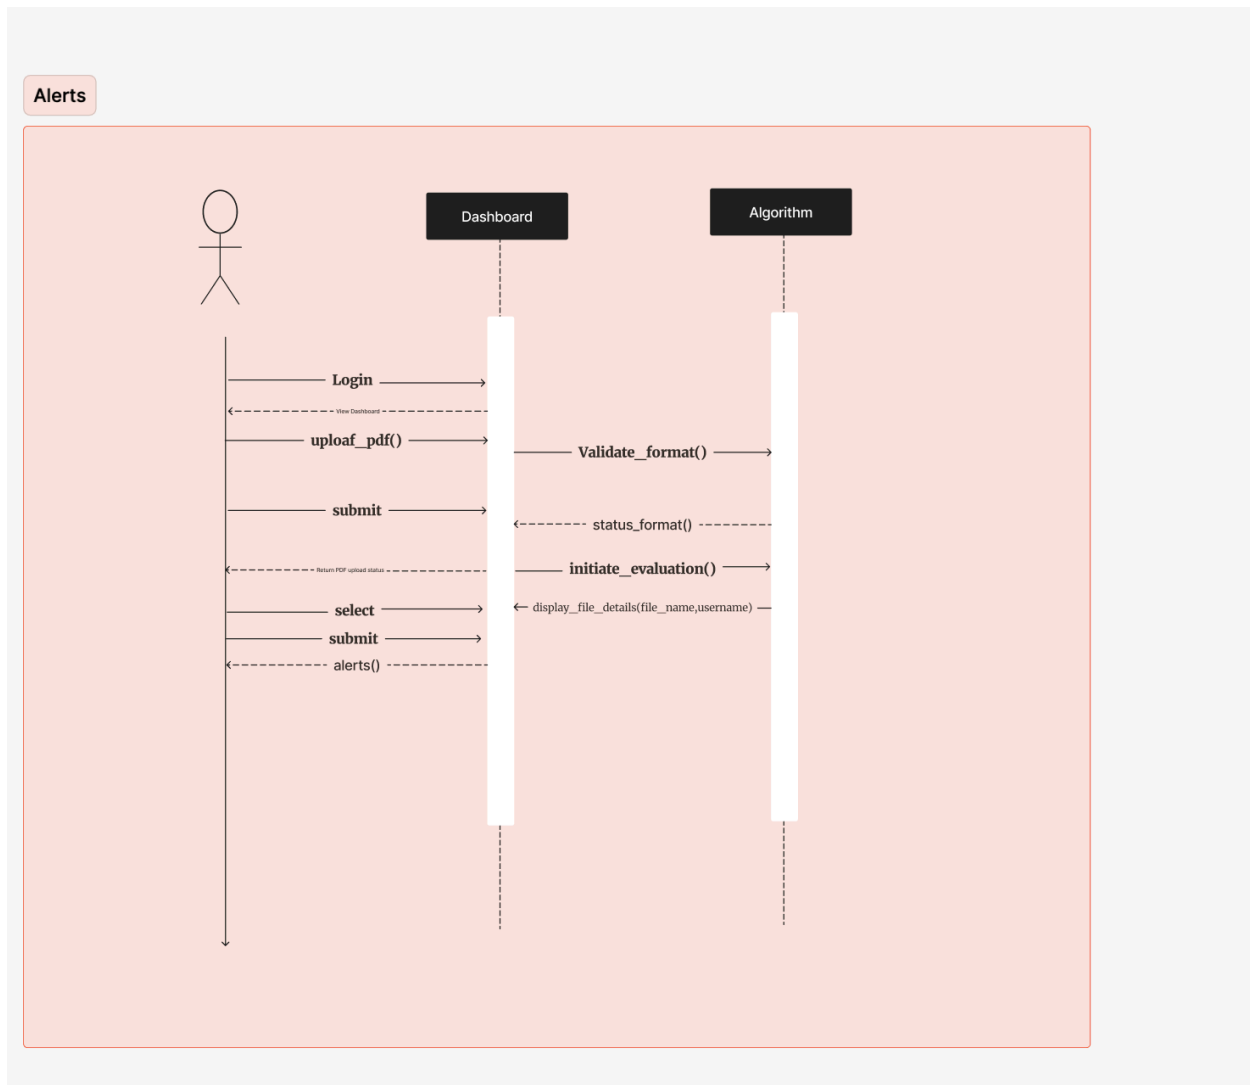 Alerts
Dashboard
Algorithm
Login
View Dashboard
uploaf_pdf()
Validate_format()
submit
status_format()
Return PDF upload status
initiate_evaluation()
select
display_file_details(file_name,username)
submit
alerts()